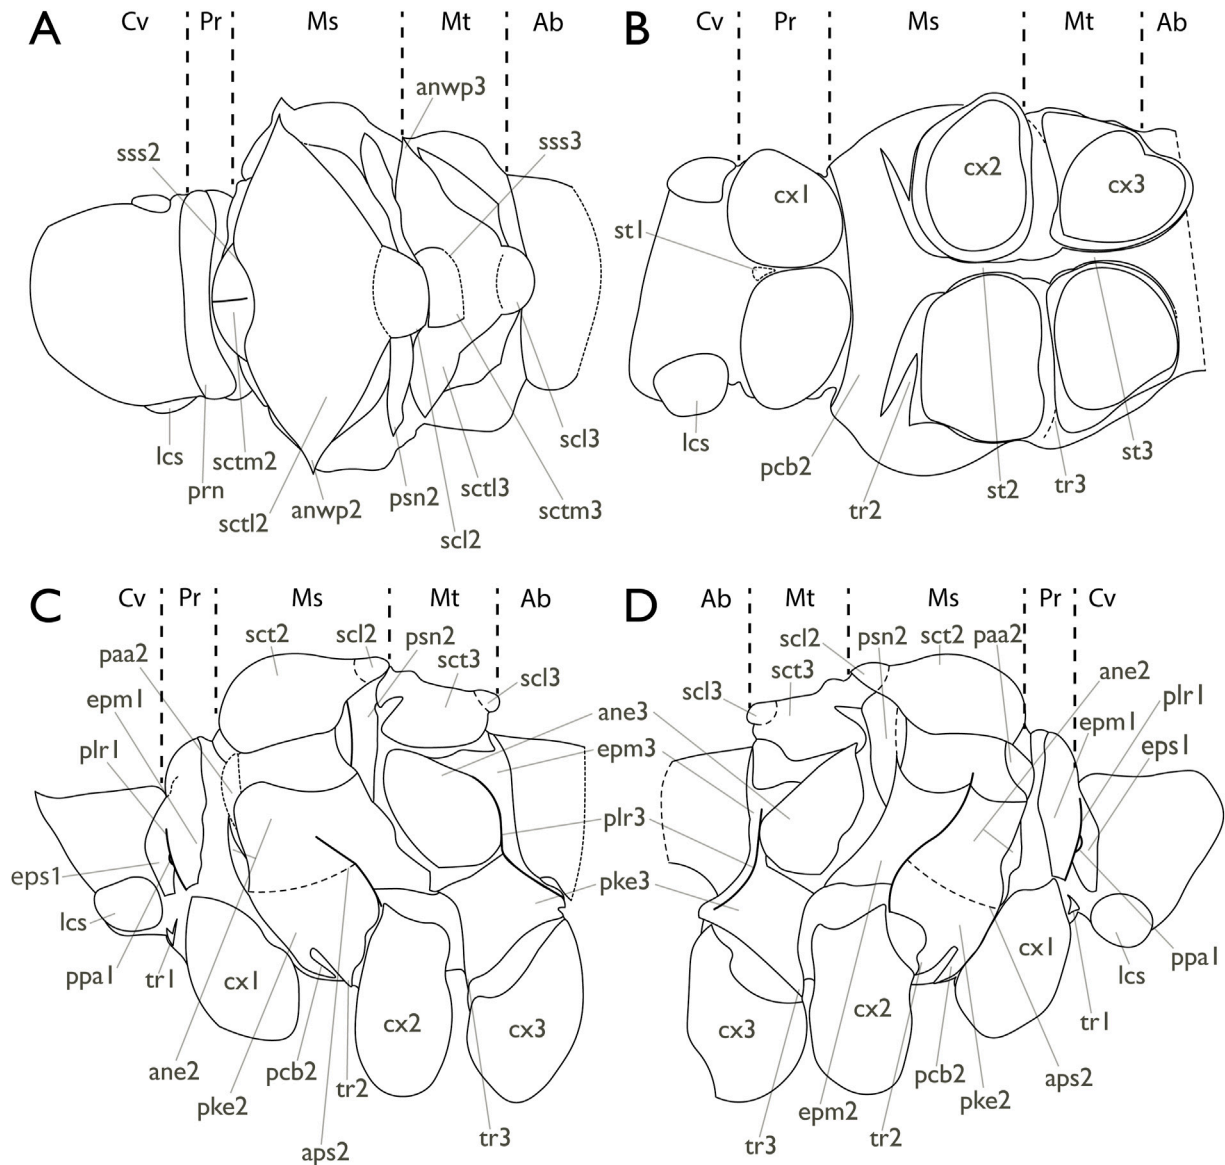 A Cv Pr Ms Mt Ab
anwp3
sss2 sss3
lcs sctm2 scl3
prn psn2 sctl3
sctl2 anwp2 sctm3
scl2
B Cv Pr Ms Mt Ab
cx1 cx2 cx3
st1
lcs pcb2 st3
tr2 st2 tr3
C Cv Pr Ms Mt Ab
sct2 scl2 psn2
paa2 sct3
epm1 scl3
plr1 ane3
epm3
plr3
eps1 pke3
lcs
ppa1 tr1 cx1
cx2 cx3
ane2 pcb2 tr2
pke2
aps2 tr3
D Ab Mt Ms Pr Cv
scl2 psn2 sct2 paa2
sct3 ane2
scl3 plr1
epm1
eps1
cx1
lcs ppa1
cx3 cx2 tr1
pcb2 aps2
epm2 pke2
tr3 tr2